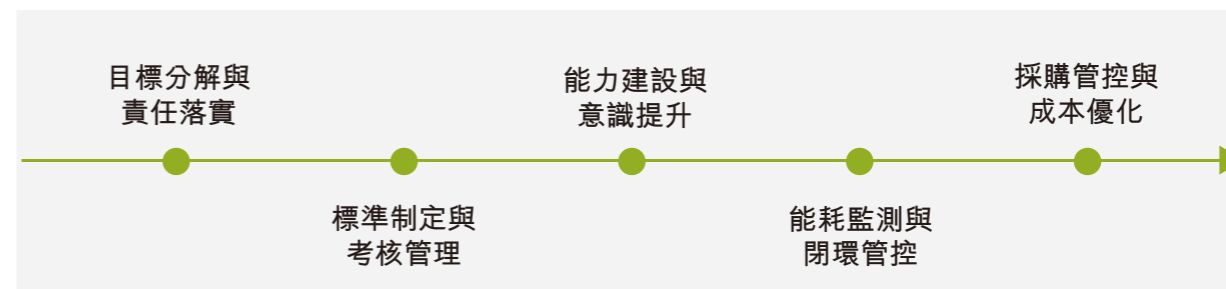 目標分解與
責任落實
標準制定與
考核管理
能力建設與
意識提升
能耗監測與
閉環管控
採購管控與
成本優化